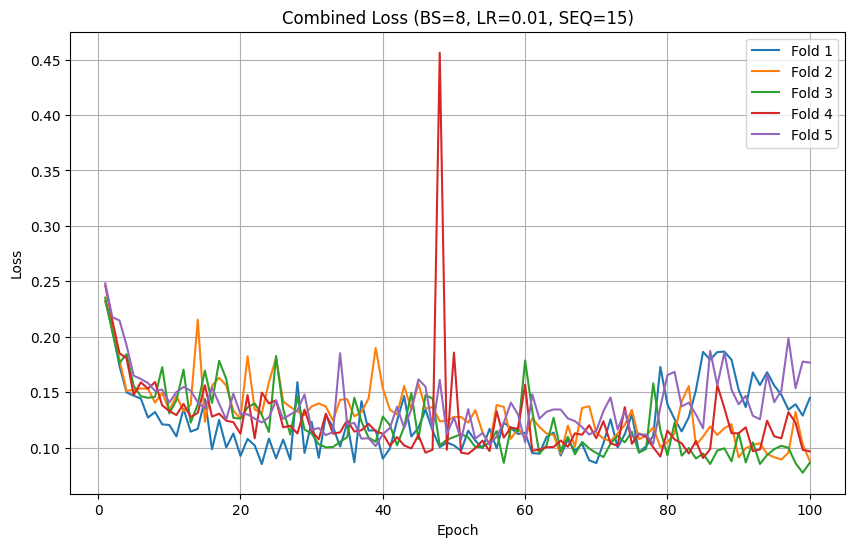 Combined Loss (BS=8, LR=0.01, SEQ=15)
Loss
0.45
0.40
0.35
0.30
0.25
0.20
0.15
0.10
Fold 1
Fold 2
Fold 3
Fold 4
Fold 5
0
20
40
60
80
100
Epoch